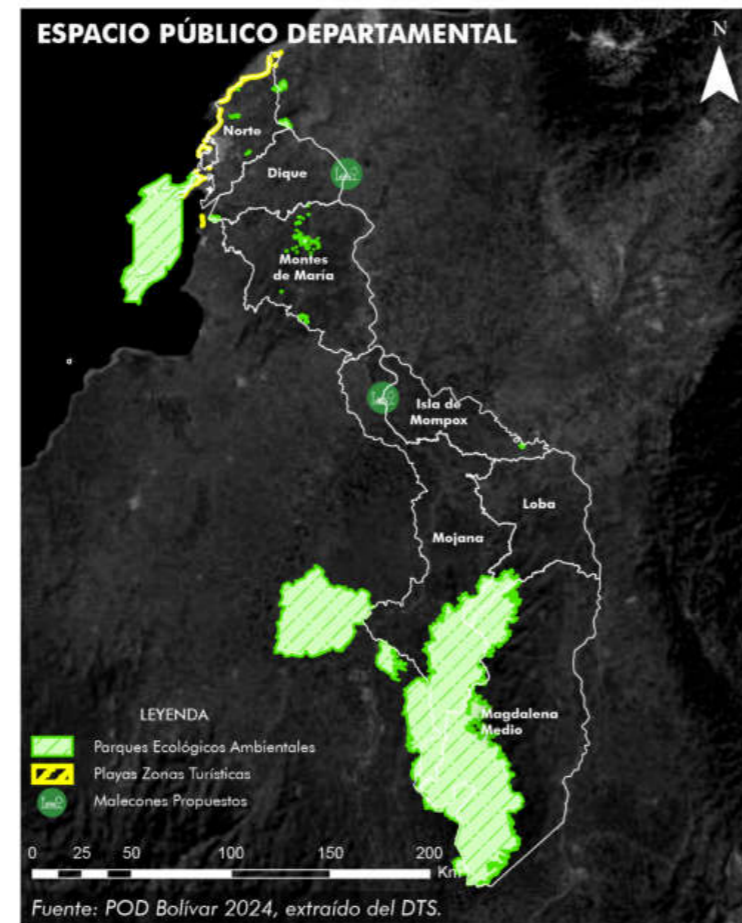 ESPACIO PÚBLICO DEPARTAMENTAL
N
Norte
Dique
Montes
de María
Isla de
Mompox
Loba
Mojana
Magdalena
Medio
LEYENDA
Parques Ecológicos Ambientales
Playas Zonas Turísticas
Malecones Propuestos
0 25 50 100 150 200
Km
Fuente: POD Bolívar 2024, extraído del DTS.